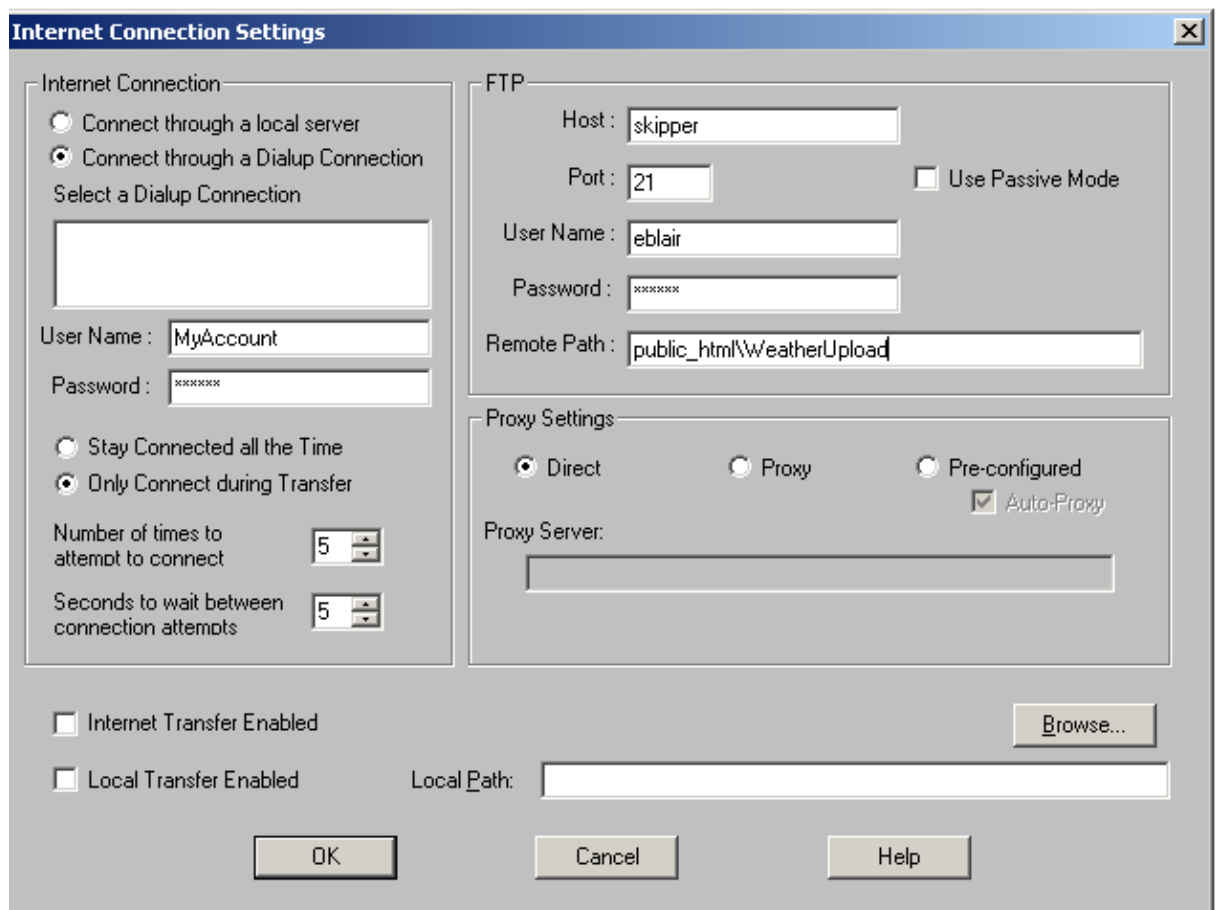 Internet Connection Settings
Internet Connection
Connect through a local server
Connect through a Dialup Connection
Select a Dialup Connection
User Name : MyAccount
Password : ******
Stay Connected all the Time
Only Connect during Transfer
Number of times to
attempt to connect
5
Seconds to wait between
connection attempts
5
FTP
Host : skipper
Port : 21
Use Passive Mode
User Name : eblair
Password : ******
Remote Path : public_html\WeatherUpload
Proxy Settings
Direct
Proxy
Pre-configured
Auto-Proxy
Proxy Server:
Internet Transfer Enabled
Browse...
Local Transfer Enabled
Local Path:
OK
Cancel
Help